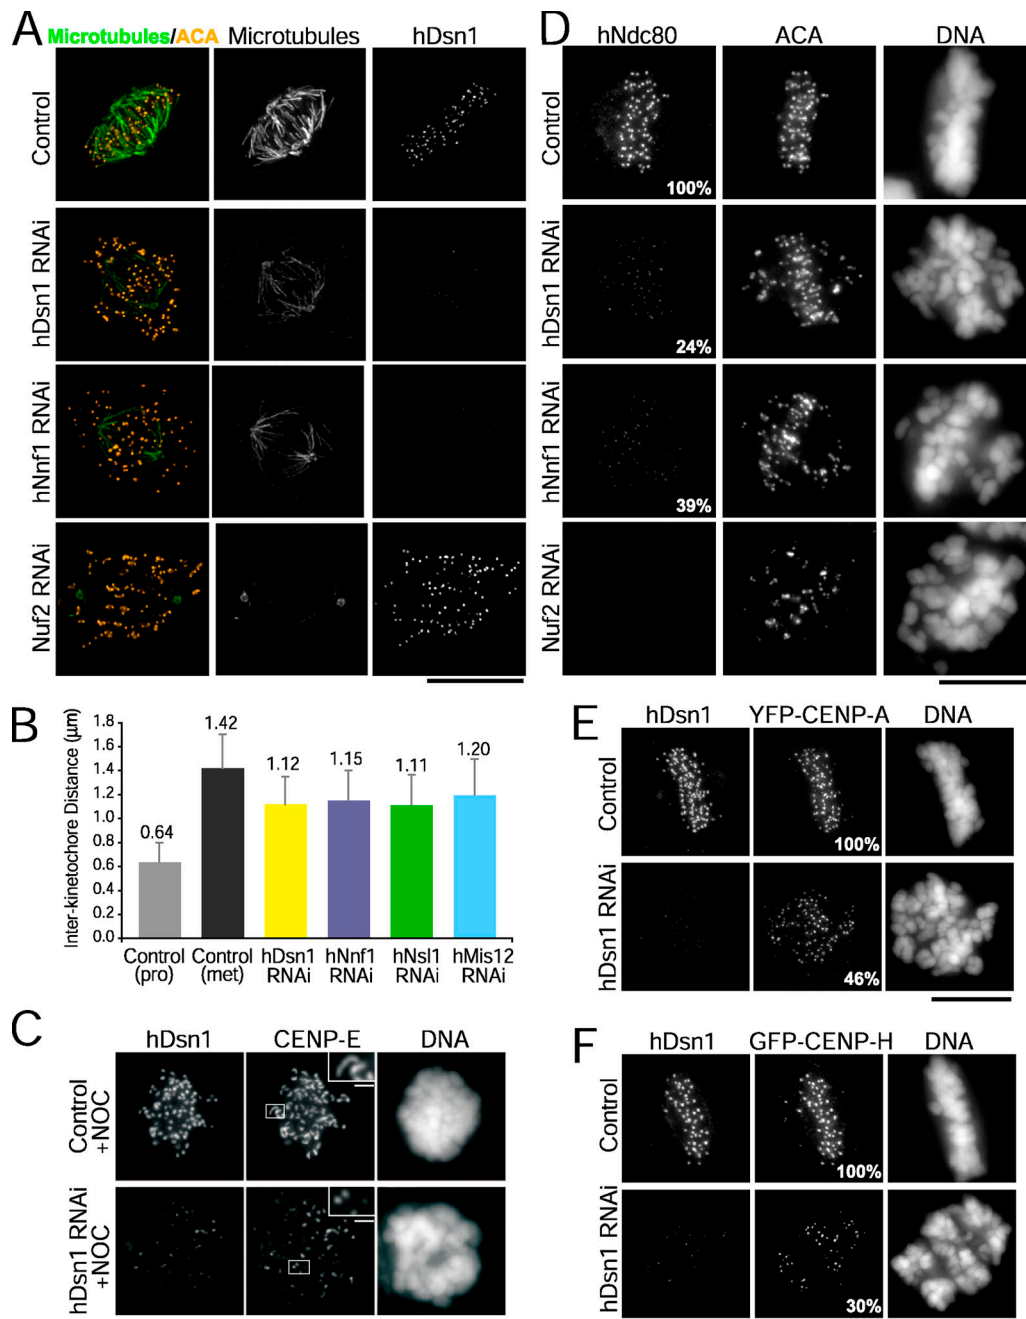 A
Microtubules/ACA
Microtubules
hDsn1
Control
hDsn1 RNAi
hNnf1 RNAi
Nuf2 RNAi
D
hNdc80
ACA
DNA
Control
100%
hDsn1 RNAi
24%
hNnf1 RNAi
39%
Nuf2 RNAi
B
Inter-kinetochore Distance (µm)
1.8
1.6
1.4
1.2
1.0
0.8
0.6
0.4
0.2
0.0
0.64
1.42
1.12
1.15
1.11
1.20
Control
(pro)
Control
(met)
hDsn1
RNAi
hNnf1
RNAi
hNsl1
RNAi
hMis12
RNAi
C
hDsn1
CENP-E
DNA
Control
+NOC
hDsn1 RNAi
+NOC
E
hDsn1
YFP-CENP-A
DNA
Control
100%
hDsn1 RNAi
46%
F
hDsn1
GFP-CENP-H
DNA
Control
100%
hDsn1 RNAi
30%